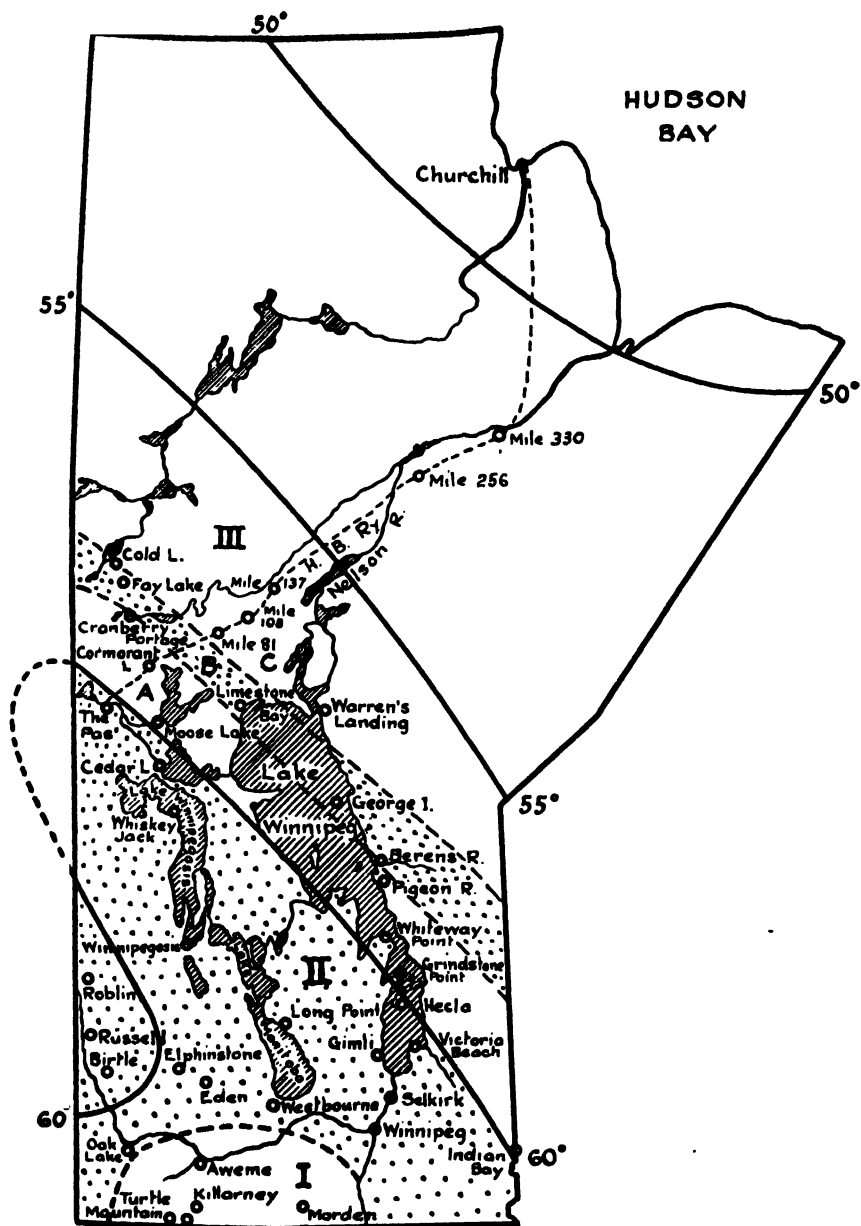 50°
HUDSON
BAY
Churchill
55°
50°
Mile 330
Mile 256
III
H. B. Ry
Nelson R.
Cold L.
Fay Lake
Mile 137
Mile
108
Cranberry
Portage
Mile 81
Cormorant
L
B
C
A
Limestone
Bay
Warren's
Landing
The
Pas
Moose Lake
Cedar L.
Lake
Winnipeg
Lake
Winnipegosis
Whiskey
Jack
George I.
55°
Berens R.
Pigeon R.
Whiteway
Point
Winnipegosis
Grindstone
Point
II
Roblin
Lake
Manitoba
Long Point
Hecla
Russell
Gimli
Victoria
Beach
Birtle
Elphinstone
Eden
Westbourne
Selkirk
60
Winnipeg
Oak
Lake
Indian
Bay
60°
Aweme
I
Turtle
Mountain
Killarney
Morden